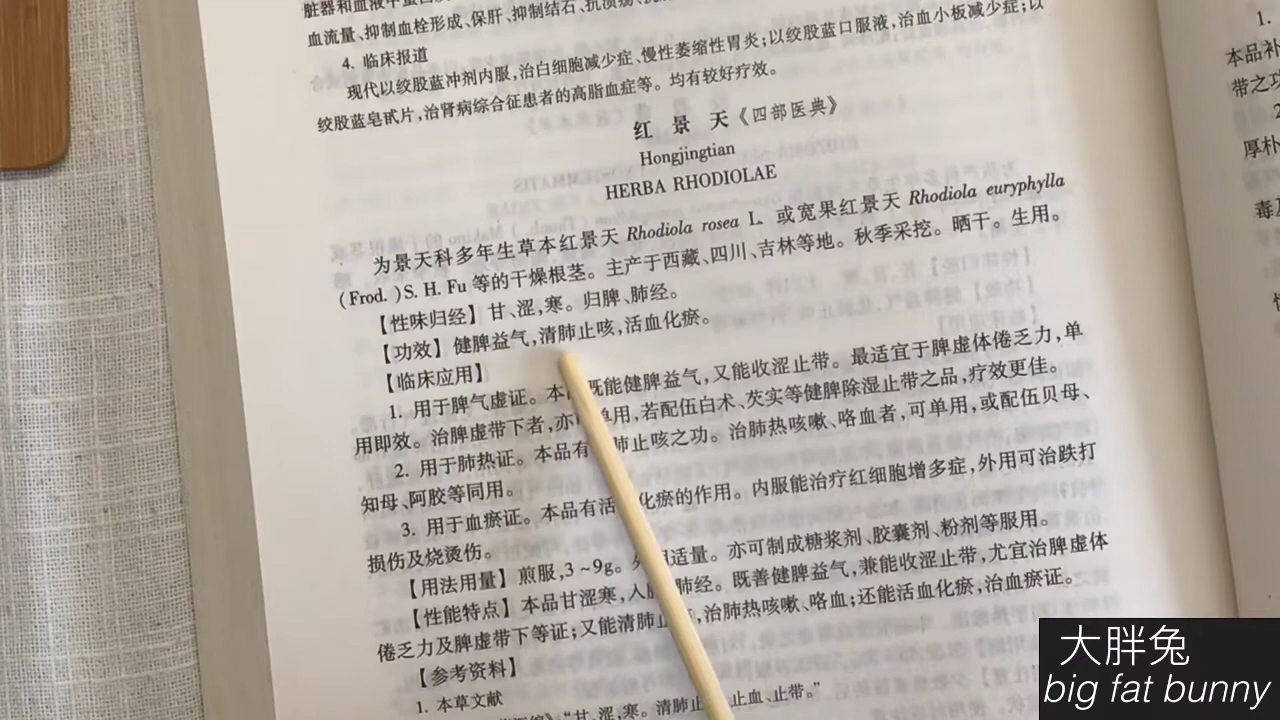 脏器和血液中
血流量、抑制血栓形成、保肝、抑制结石、抗溃疡、
4. 临床报道
现代以绞股蓝冲剂内服,治白细胞减少症、慢性萎缩性胃炎;以绞股蓝口服液,治血小板减少症;以
绞股蓝皂甙片,治肾病综合征患者的高脂血症等。均有较好疗效。
红景天《四部医典》
Hongjingtian
HERBA RHODIOLAE
为景天科多年生草本红景天 Rhodiola rosea L. 或宽果红景天 Rhodiola euryphylla
(Frod.) S. H. Fu 等的干燥根茎。主产于西藏、四川、吉林等地。秋季采挖。晒干。生用。
【性味归经】甘、涩,寒。归脾、肺经。
【功效】健脾益气,清肺止咳,活血化瘀。
【临床应用】
1. 用于脾气虚证。本 既能健脾益气,又能收涩止带。最适宜于脾虚体倦乏力,单
用即效。治脾虚带下者,亦 单用,若配伍白术、芡实等健脾除湿止带之品,疗效更佳。
2. 用于肺热证。本品有 肺止咳之功。治肺热咳嗽、咯血者,可单用,或配伍贝母、
知母、阿胶等同用。
3. 用于血瘀证。本品有活 化瘀的作用。内服能治疗红细胞增多症,外用可治跌打
损伤及烧烫伤。
【用法用量】煎服,3~9g。 适量。亦可制成糖浆剂、胶囊剂、粉剂等服用。
【性能特点】本品甘涩寒,入 肺经。既善健脾益气,兼能收涩止带,尤宜治脾虚体
倦乏力及脾虚带下等证;又能清肺止 ,治肺热咳嗽、咯血;还能活血化瘀,治血瘀证。
【参考资料】
1. 本草文献
“甘、涩,寒。清肺止 止血、止带。”
1.
本品补
带之功
厚朴
大胖兔
big fat bunny